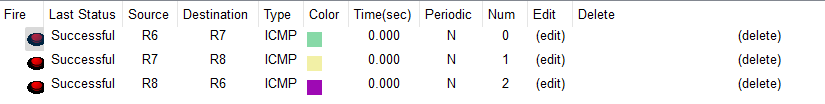 Fire Last Status Source Destination Type Color Time(sec) Periodic Num Edit Delete
Successful R6 R7 ICMP 0.000 N 0 (edit) (delete)
Successful R7 R8 ICMP 0.000 N 1 (edit) (delete)
Successful R8 R6 ICMP 0.000 N 2 (edit) (delete)